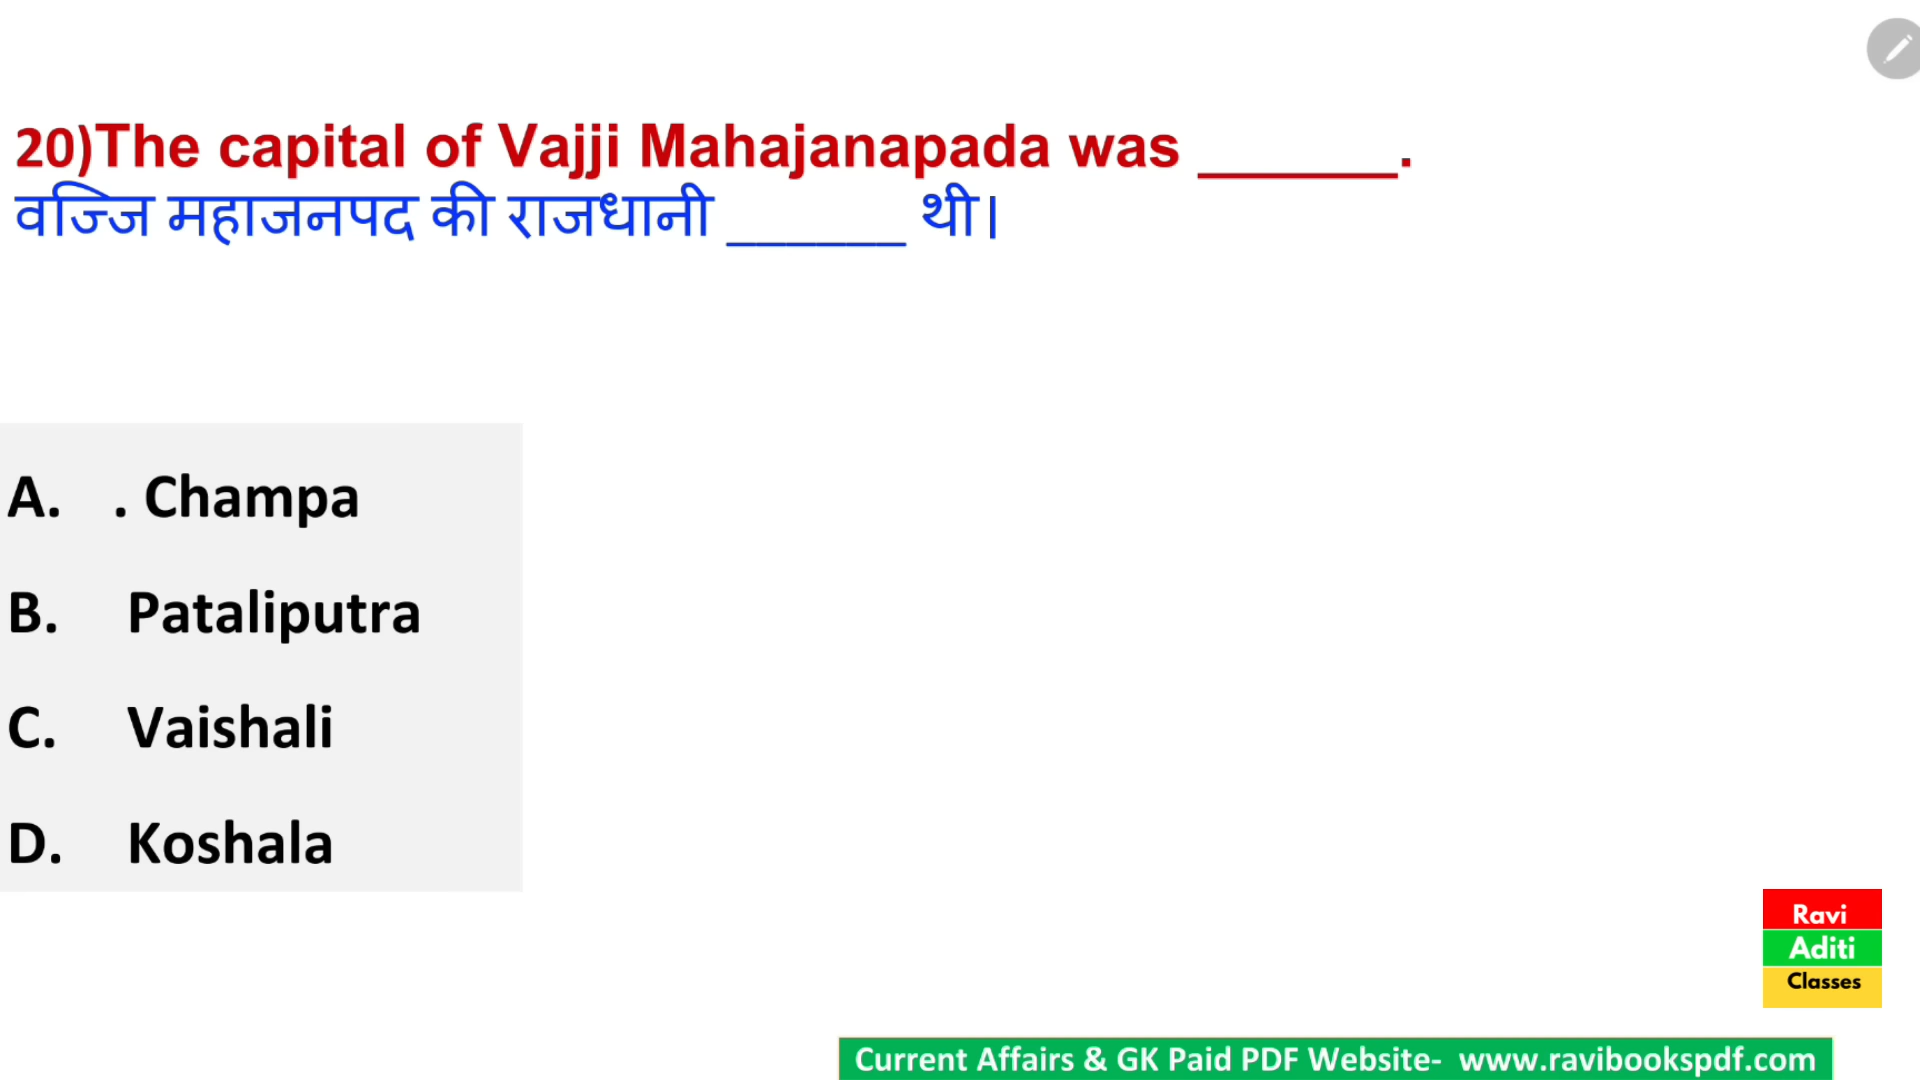 20)The capital of Vajji Mahajanapada was ______.
वज्जि महाजनपद की राजधानी ______ थी।
A. . Champa
B. Pataliputra
C. Vaishali
D. Koshala
Ravi
Aditi
Classes
Current Affairs & GK Paid PDF Website- www.ravibookspdf.com